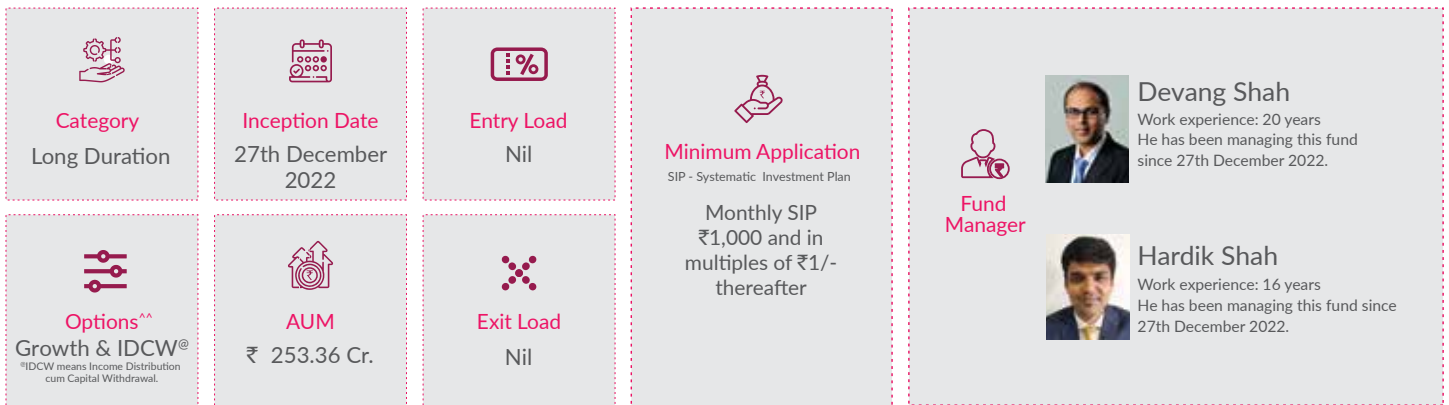 Category
Long Duration
Inception Date
27th December
2022
Entry Load
Nil
Options^^
Growth & IDCW@
@IDCW means Income Distribution
cum Capital Withdrawal.
AUM
₹ 253.36 Cr.
Exit Load
Nil
Minimum Application
SIP - Systematic Investment Plan
Monthly SIP
₹1,000 and in
multiples of ₹1/-
thereafter
Fund
Manager
Devang Shah
Work experience: 20 years
He has been managing this fund
since 27th December 2022.
Hardik Shah
Work experience: 16 years
He has been managing this fund since
27th December 2022.